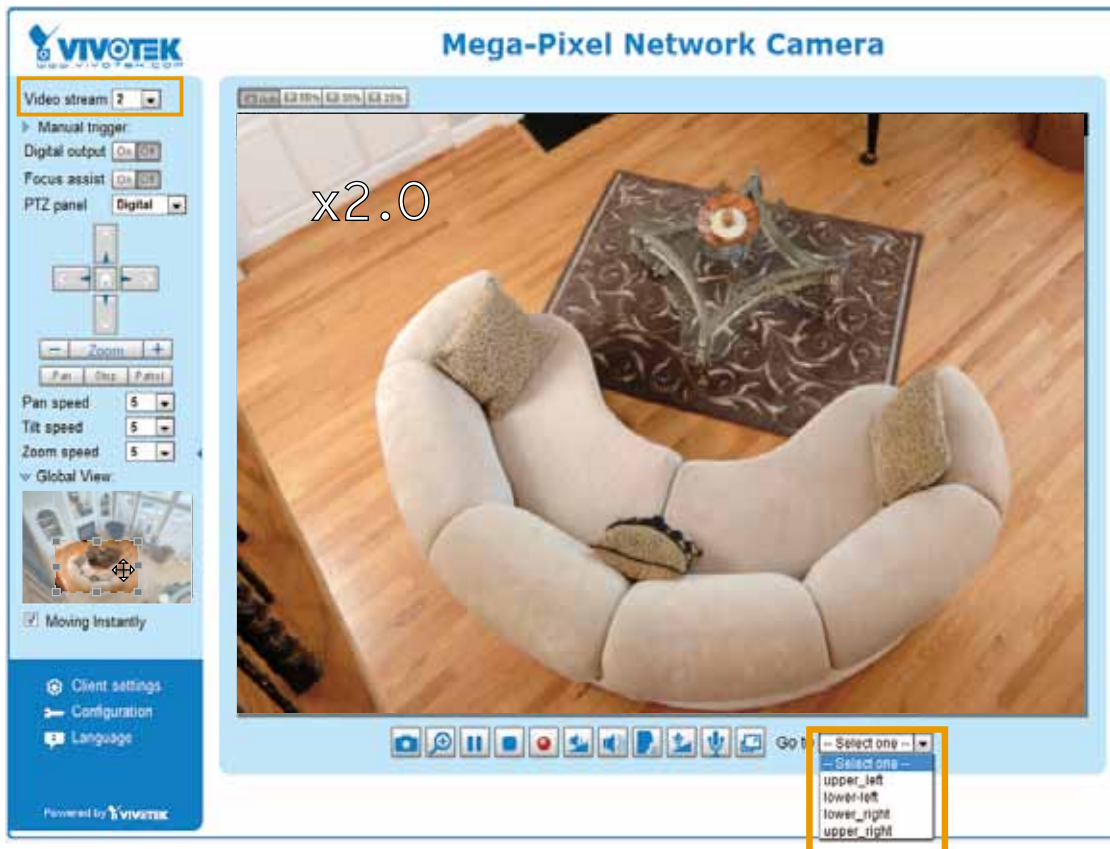 VIVOTEK
www.vivotek.com
Mega-Pixel Network Camera
Video stream 2
Manual trigger:
Digital output On Off
Focus assist On Off
PTZ panel Digital
Zoom
Pan Stop Patrol
Pan speed 5
Tilt speed 5
Zoom speed 5
Global View:
Moving Instantly
Client settings
Configuration
Language
Powered by VIVOTEK
x2.0
Go to -- Select one --
-- Select one --
upper_left
lower-left
lower_right
upper_right